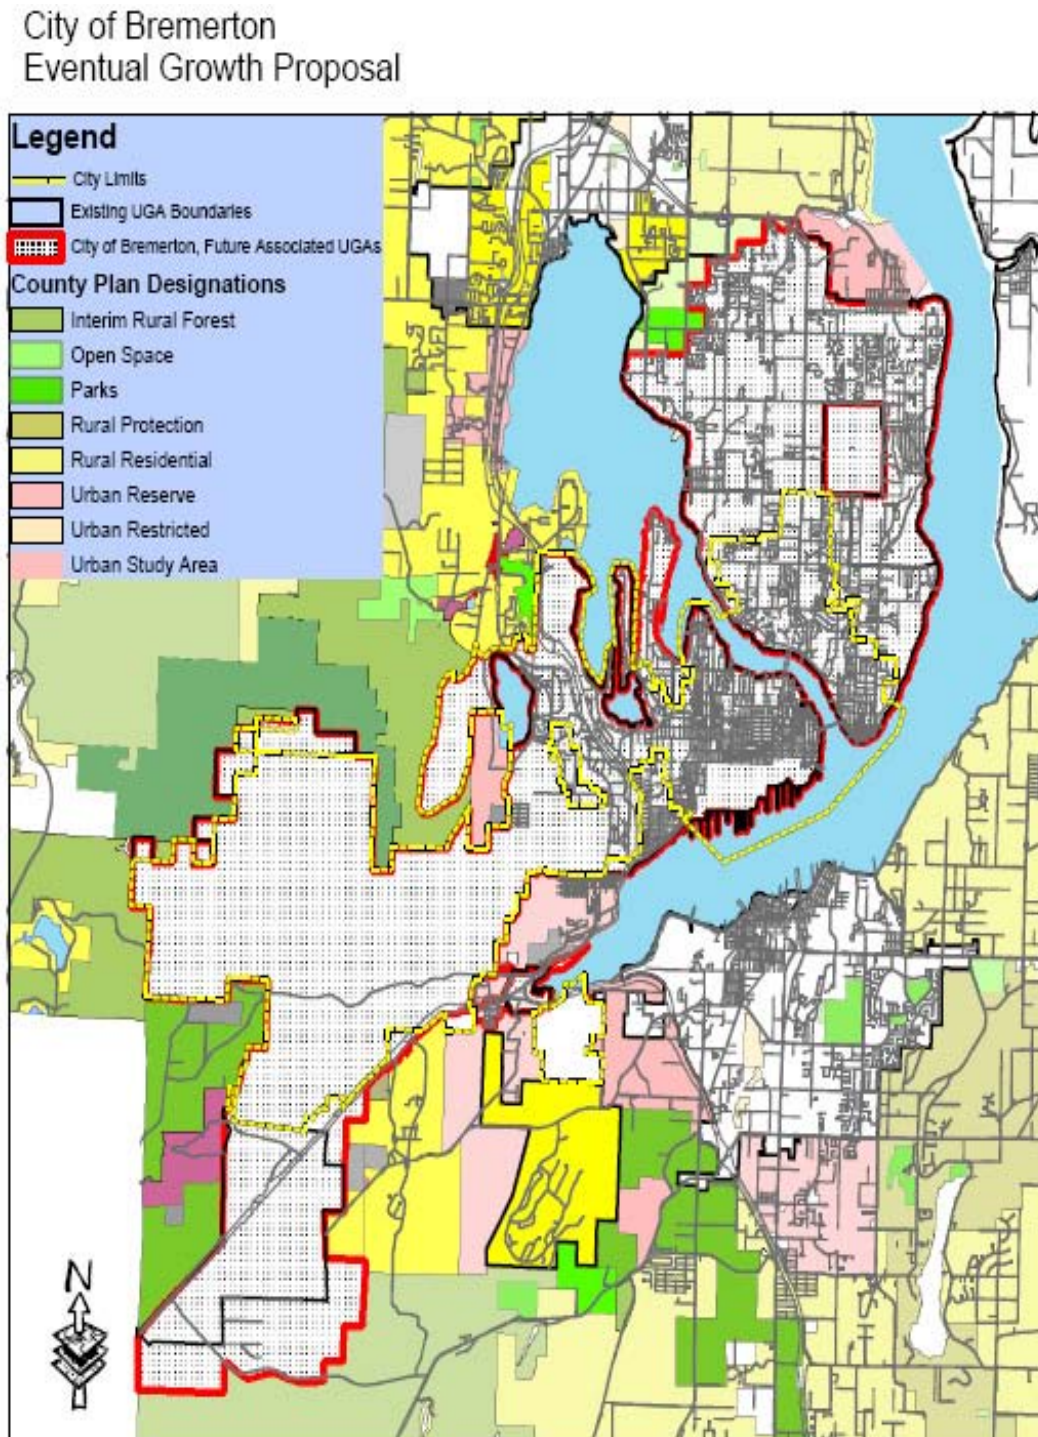 City of Bremerton
Eventual Growth Proposal
Legend
City Limits
Existing UGA Boundaries
City of Bremerton, Future Associated UGAs
County Plan Designations
Interim Rural Forest
Open Space
Parks
Rural Protection
Rural Residential
Urban Reserve
Urban Restricted
Urban Study Area
N